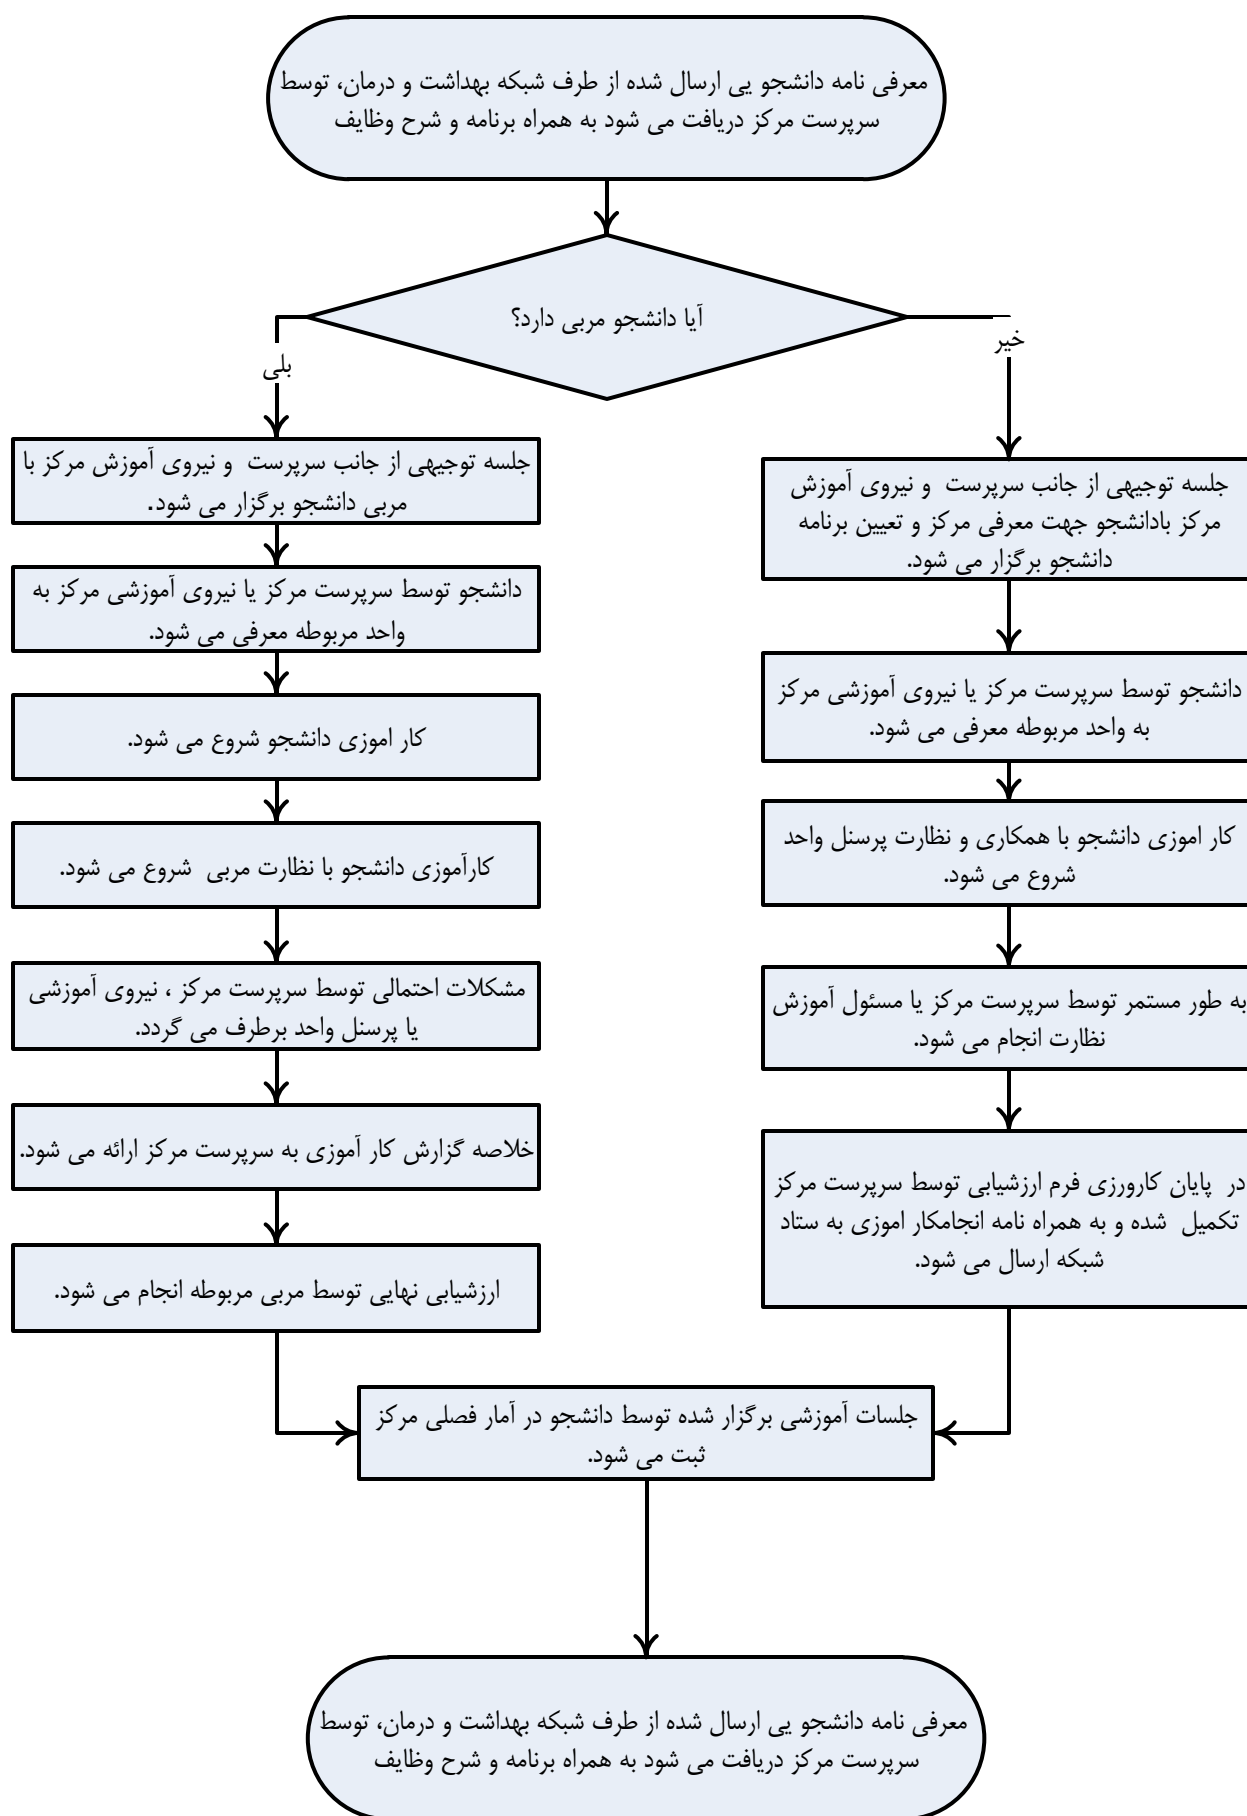 معرفی نامه دانشجو یی ارسال شده از طرف شبکه بهداشت و درمان، توسط
سرپرست مرکز دریافت می شود به همراه برنامه و شرح وظایف
آیا دانشجو مربی دارد؟
خیر
جلسه توجیهی از جانب سرپرست و نیروی آموزش
مرکز بادانشجو جهت معرفی مرکز و تعیین برنامه
دانشجو برگزار می شود.
دانشجو توسط سرپرست مرکز یا نیروی آموزشی مرکز
به واحد مربوطه معرفی می شود.
کار اموزی دانشجو با همکاری و نظارت پرسنل واحد
شروع می شود.
به طور مستمر توسط سرپرست مرکز یا مسئول آموزش
نظارت انجام می شود.
در پایان کارورزی فرم ارزشیابی توسط سرپرست مرکز
تکمیل شده و به همراه نامه انجامکار اموزی به ستاد
شبکه ارسال می شود.
بلی
جلسه توجیهی از جانب سرپرست و نیروی آموزش مرکز با
مربی دانشجو برگزار می شود.
دانشجو توسط سرپرست مرکز یا نیروی آموزشی مرکز به
واحد مربوطه معرفی می شود.
کار اموزی دانشجو شروع می شود.
کارآموزی دانشجو با نظارت مربی شروع می شود.
مشکلات احتمالی توسط سرپرست مرکز ، نیروی آموزشی
یا پرسنل واحد برطرف می گردد.
خلاصه گزارش کار آموزی به سرپرست مرکز ارائه می شود.
ارزشیابی نهایی توسط مربی مربوطه انجام می شود.
جلسات آموزشی برگزار شده توسط دانشجو در آمار فصلی مرکز
ثبت می شود.
معرفی نامه دانشجو یی ارسال شده از طرف شبکه بهداشت و درمان، توسط
سرپرست مرکز دریافت می شود به همراه برنامه و شرح وظایف